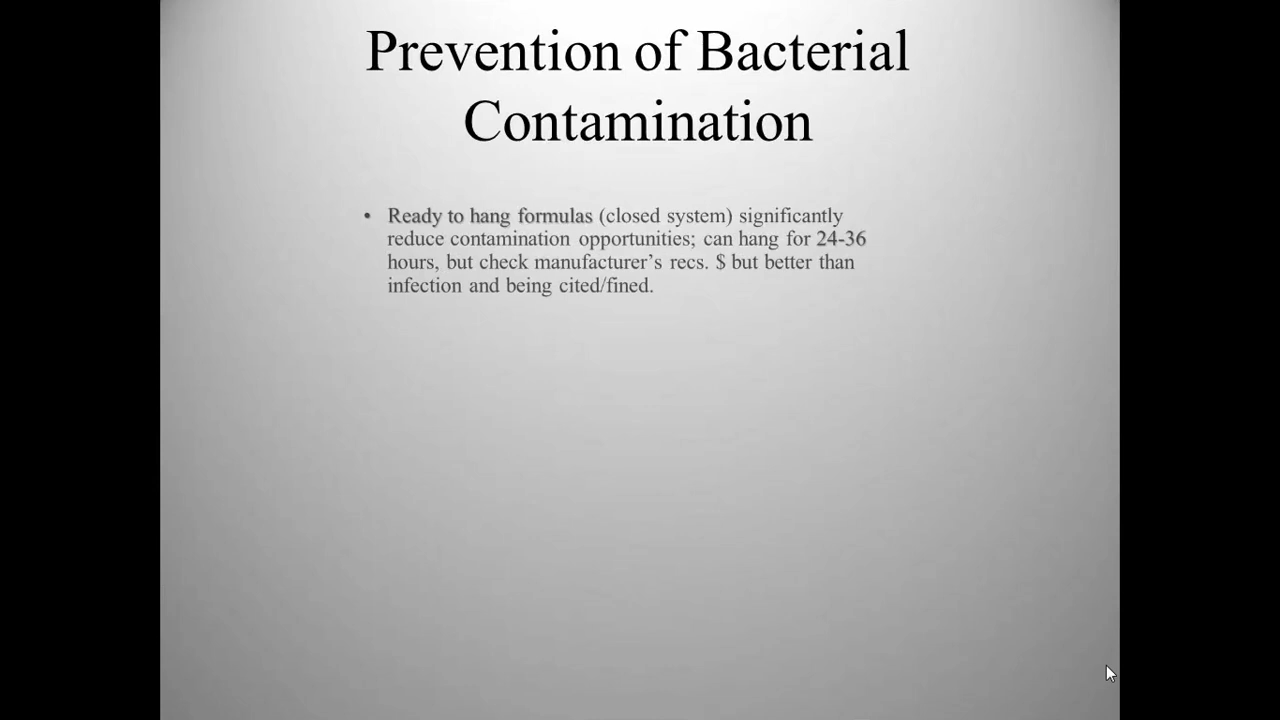 Prevention of Bacterial
Contamination
• Ready to hang formulas (closed system) significantly
reduce contamination opportunities; can hang for 24-36
hours, but check manufacturer’s recs. $ but better than
infection and being cited/fined.